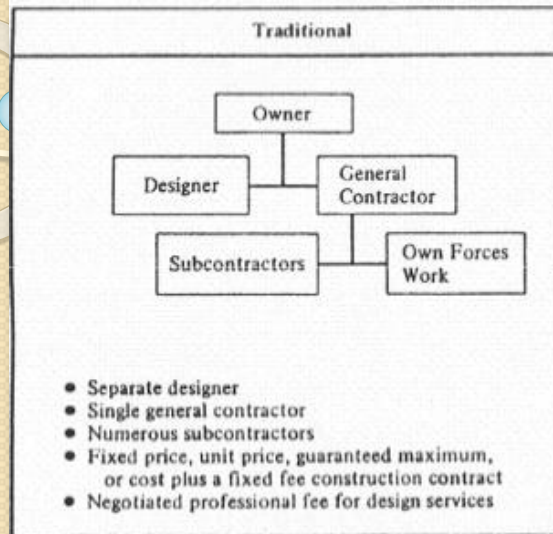 Traditional
Owner
Designer
General
Contractor
Subcontractors
Own Forces
Work
• Separate designer
• Single general contractor
• Numerous subcontractors
• Fixed price, unit price, guaranteed maximum,
or cost plus a fixed fee construction contract
• Negotiated professional fee for design services